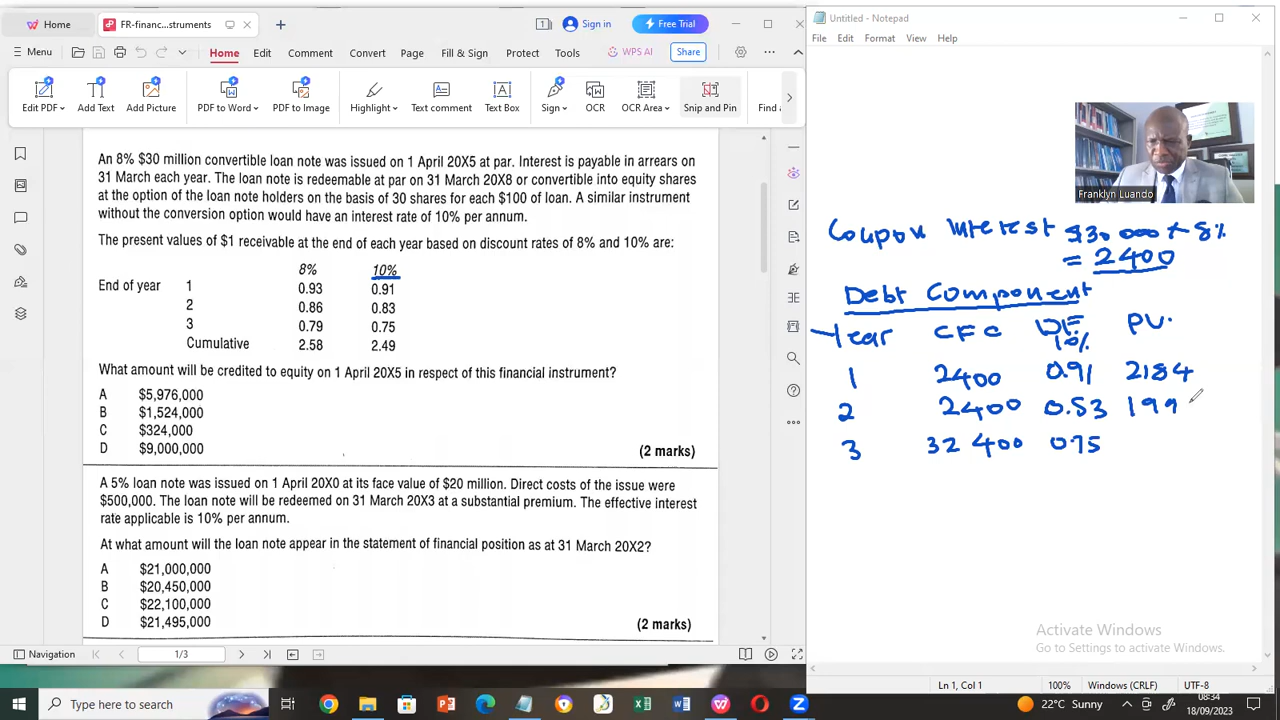 Home
FR-financ...struments
Sign in
Free Trial
Untitled - Notepad
File Edit Format View Help
Menu
Home Edit Comment Convert Page Fill & Sign Protect Tools WPS AI Share
Edit PDF Add Text Add Picture PDF to Word PDF to Image Highlight Text comment Text Box Sign OCR OCR Area Snip and Pin Find a
An 8% $30 million convertible loan note was issued on 1 April 20X5 at par. Interest is payable in arrears on
31 March each year. The loan note is redeemable at par on 31 March 20X8 or convertible into equity shares
at the option of the loan note holders on the basis of 30 shares for each $100 of loan. A similar instrument
without the conversion option would have an interest rate of 10% per annum.
The present values of $1 receivable at the end of each year based on discount rates of 8% and 10% are:
8% 10%
End of year 1 0.93 0.91
2 0.86 0.83
3 0.79 0.75
Cumulative 2.58 2.49
What amount will be credited to equity on 1 April 20X5 in respect of this financial instrument?
A $5,976,000
B $1,524,000
C $324,000
D $9,000,000
(2 marks)
A 5% loan note was issued on 1 April 20X0 at its face value of $20 million. Direct costs of the issue were
$500,000. The loan note will be redeemed on 31 March 20X3 at a substantial premium. The effective interest
rate applicable is 10% per annum.
At what amount will the loan note appear in the statement of financial position as at 31 March 20X2?
A $21,000,000
B $20,450,000
C $22,100,000
D $21,495,000
(2 marks)
Navigation 1/3
Franklyn Luando
Coupon Interest $30 000 × 8%
= 2400
Debt Component
Year CFC DF PV.
10%
1 2400 0.91 2184
2 2400 0.83 199
3 32 400 0.75
Activate Windows
Go to Settings to activate Windows.
Ln 1, Col 1 100% Windows (CRLF) UTF-8
Type here to search
22°C Sunny
08:34
18/09/2023